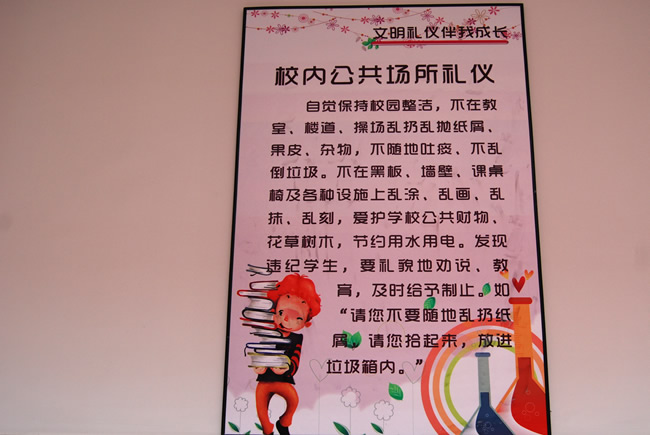 文明礼仪伴我成长
校内公共场所礼仪
自觉保持校园整洁，不在教
室、楼道、操场乱扔乱抛纸屑、
果皮、杂物，不随地吐痰、不乱
倒垃圾。不在黑板、墙壁、课桌
椅及各种设施上乱涂、乱画、乱
抹、乱刻，爱护学校公共财物、
花草树木，节约用水用电。发现
违纪学生，要礼貌地劝说、教
育，及时给予制止。如
“请您不要随地乱扔纸
屑，请您拾起来，放进
垃圾箱内。”